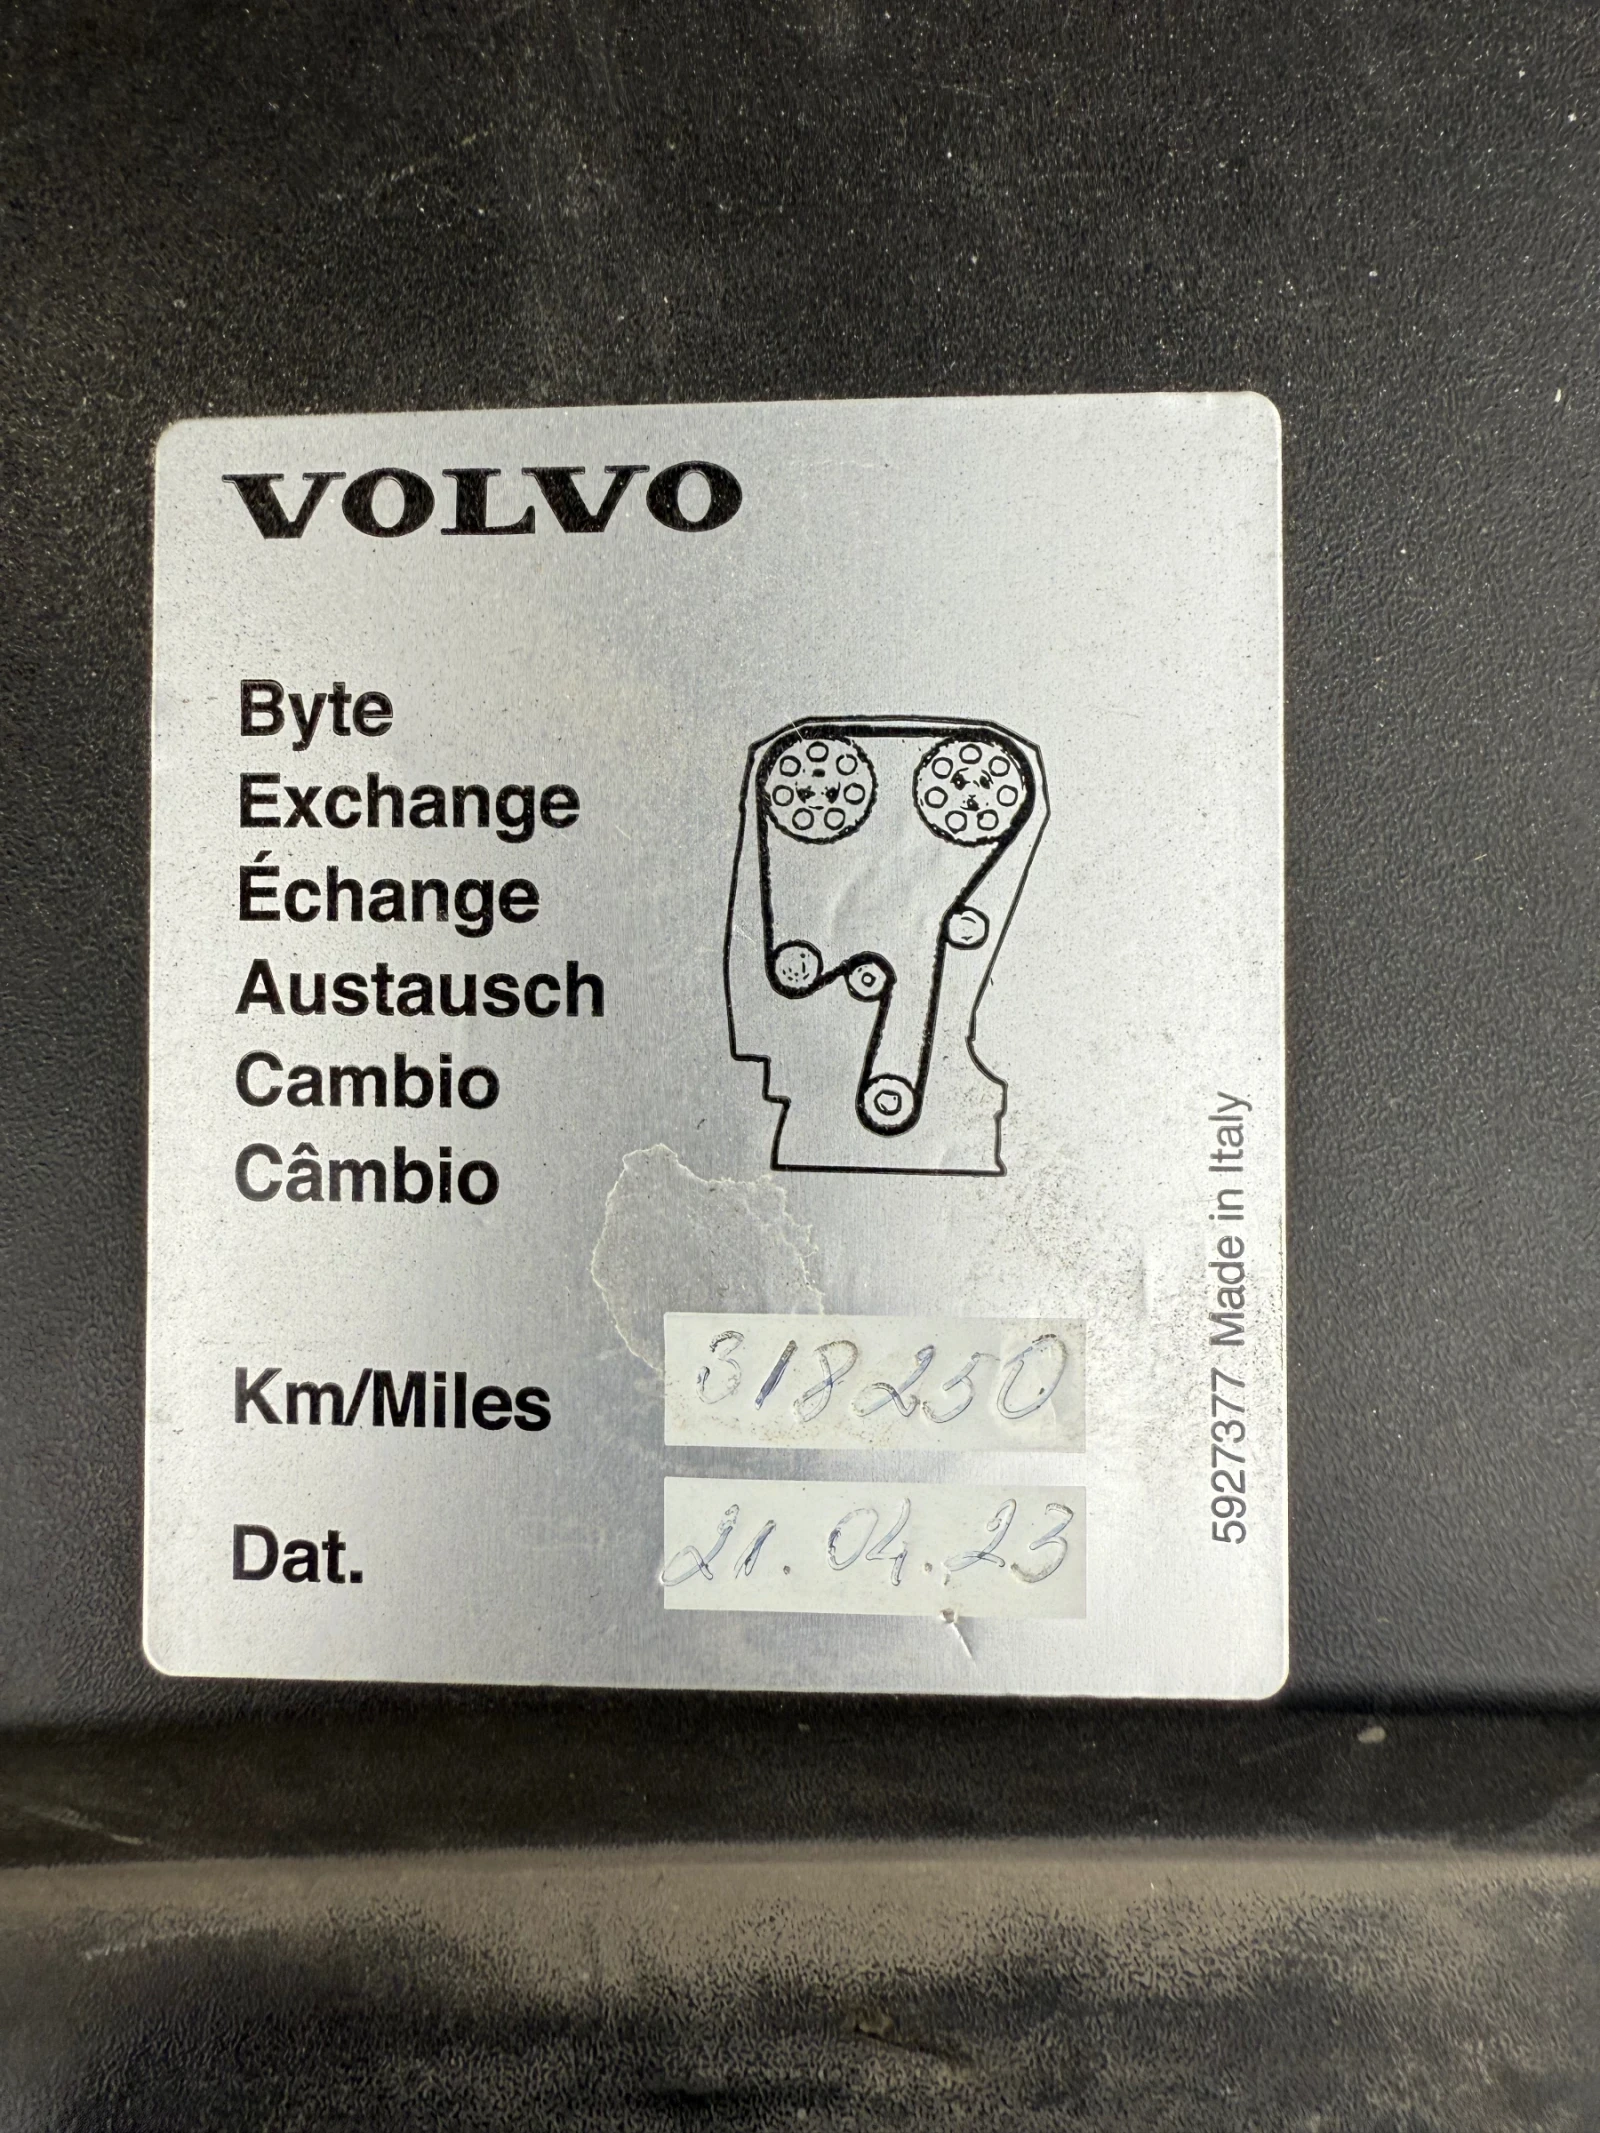 VOLVO
Byte
Exchange
Échange
Austausch
Cambio
Câmbio
Km/Miles 318250
Dat. 21.04.23
5927377 Made in Italy